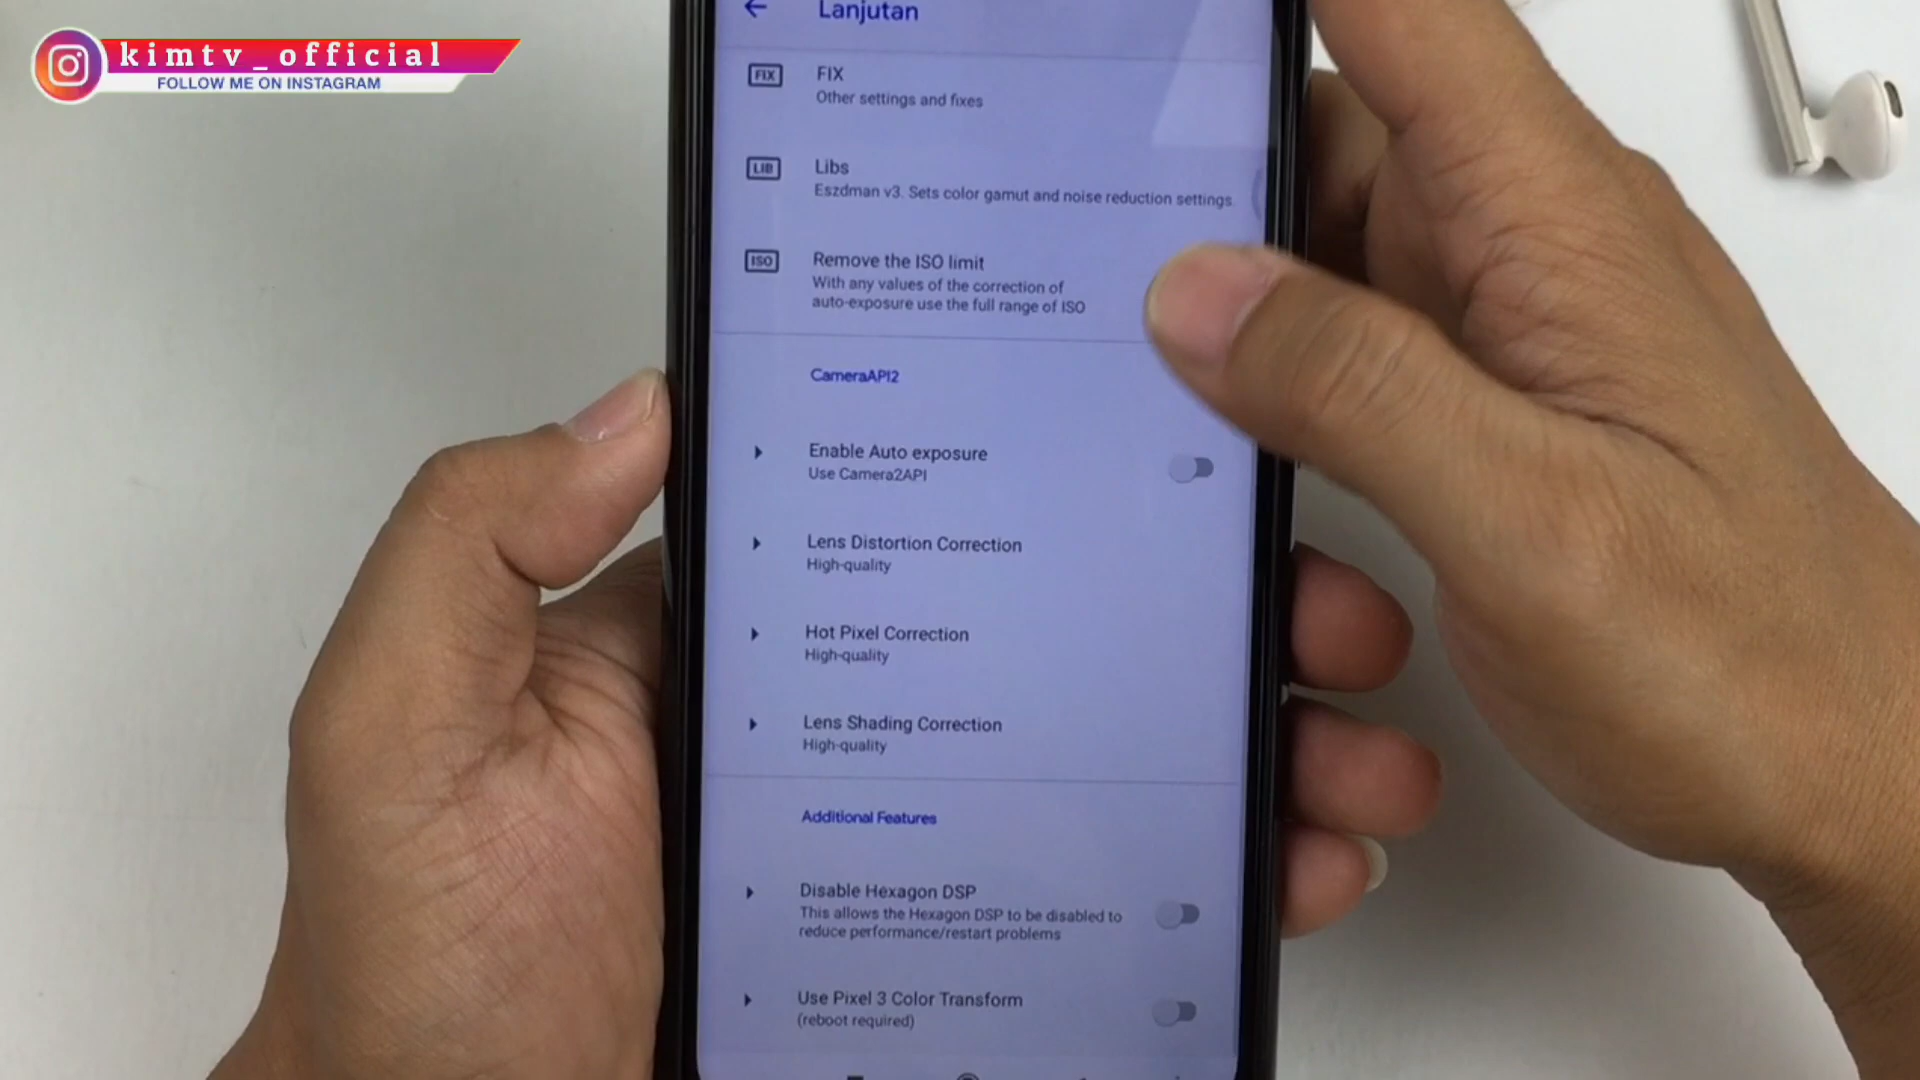 kimtv_official
FOLLOW ME ON INSTAGRAM
Lanjutan
FIX
FIX
Other settings and fixes
LIB
Libs
Eszdman v3. Sets color gamut and noise reduction settings
ISO
Remove the ISO limit
With any values of the correction of
auto-exposure use the full range of ISO
CameraAPI2
Enable Auto exposure
Use Camera2API
Lens Distortion Correction
High-quality
Hot Pixel Correction
High-quality
Lens Shading Correction
High-quality
Additional Features
Disable Hexagon DSP
This allows the Hexagon DSP to be disabled to
reduce performance/restart problems
Use Pixel 3 Color Transform
(reboot required)